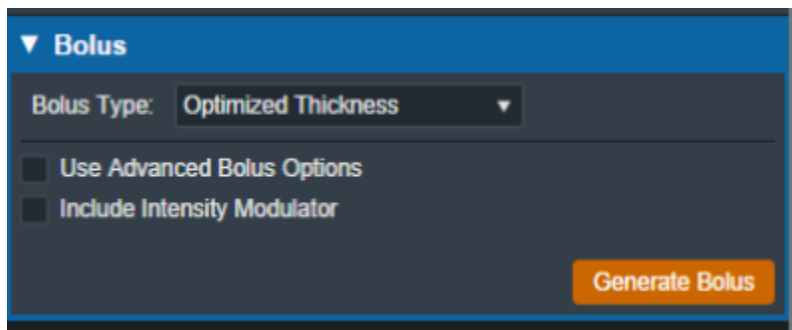 Bolus
Bolus Type: Optimized Thickness
Use Advanced Bolus Options
Include Intensity Modulator
Generate Bolus